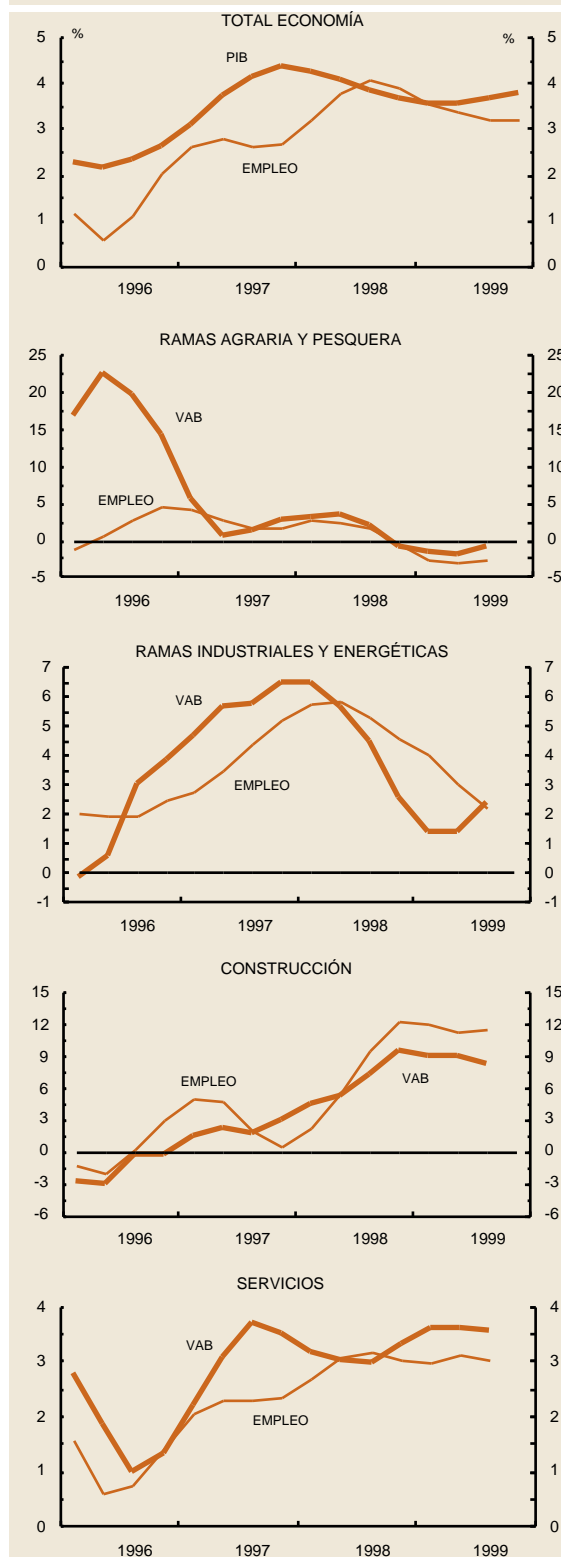 TOTAL ECONOMÍA
% %
5 5
PIB
4 4
3 3
EMPLEO
2 2
1 1
0 0
1996 1997 1998 1999
RAMAS AGRARIA Y PESQUERA
25 25
20 20
VAB
15 15
10 10
EMPLEO
5 5
0 0
-5 -5
1996 1997 1998 1999
RAMAS INDUSTRIALES Y ENERGÉTICAS
7 7
VAB
6 6
5 5
4 4
EMPLEO
3 3
2 2
1 1
0 0
-1 -1
1996 1997 1998 1999
CONSTRUCCIÓN
15 15
12 12
9 9
EMPLEO VAB
6 6
3 3
0 0
-3 -3
-6 -6
1996 1997 1998 1999
SERVICIOS
4 4
VAB
3 3
2 2
EMPLEO
1 1
0 0
1996 1997 1998 1999